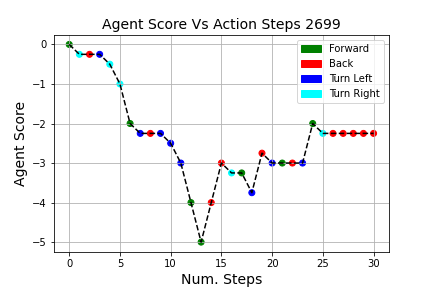 Agent Score Vs Action Steps 2699
Forward
Back
Turn Left
Turn Right
Agent Score
0
−1
−2
−3
−4
−5
0 5 10 15 20 25 30
Num. Steps